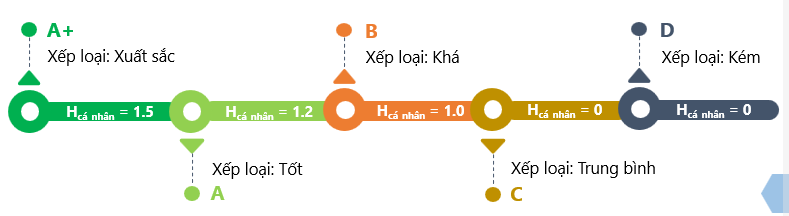 A+
Xếp loại: Xuất sắc
B
Xếp loại: Khá
D
Xếp loại: Kém
Hcá nhân = 1.5
Hcá nhân = 1.2
Hcá nhân = 1.0
Hcá nhân = 0
Hcá nhân = 0
Xếp loại: Tốt
A
Xếp loại: Trung bình
C